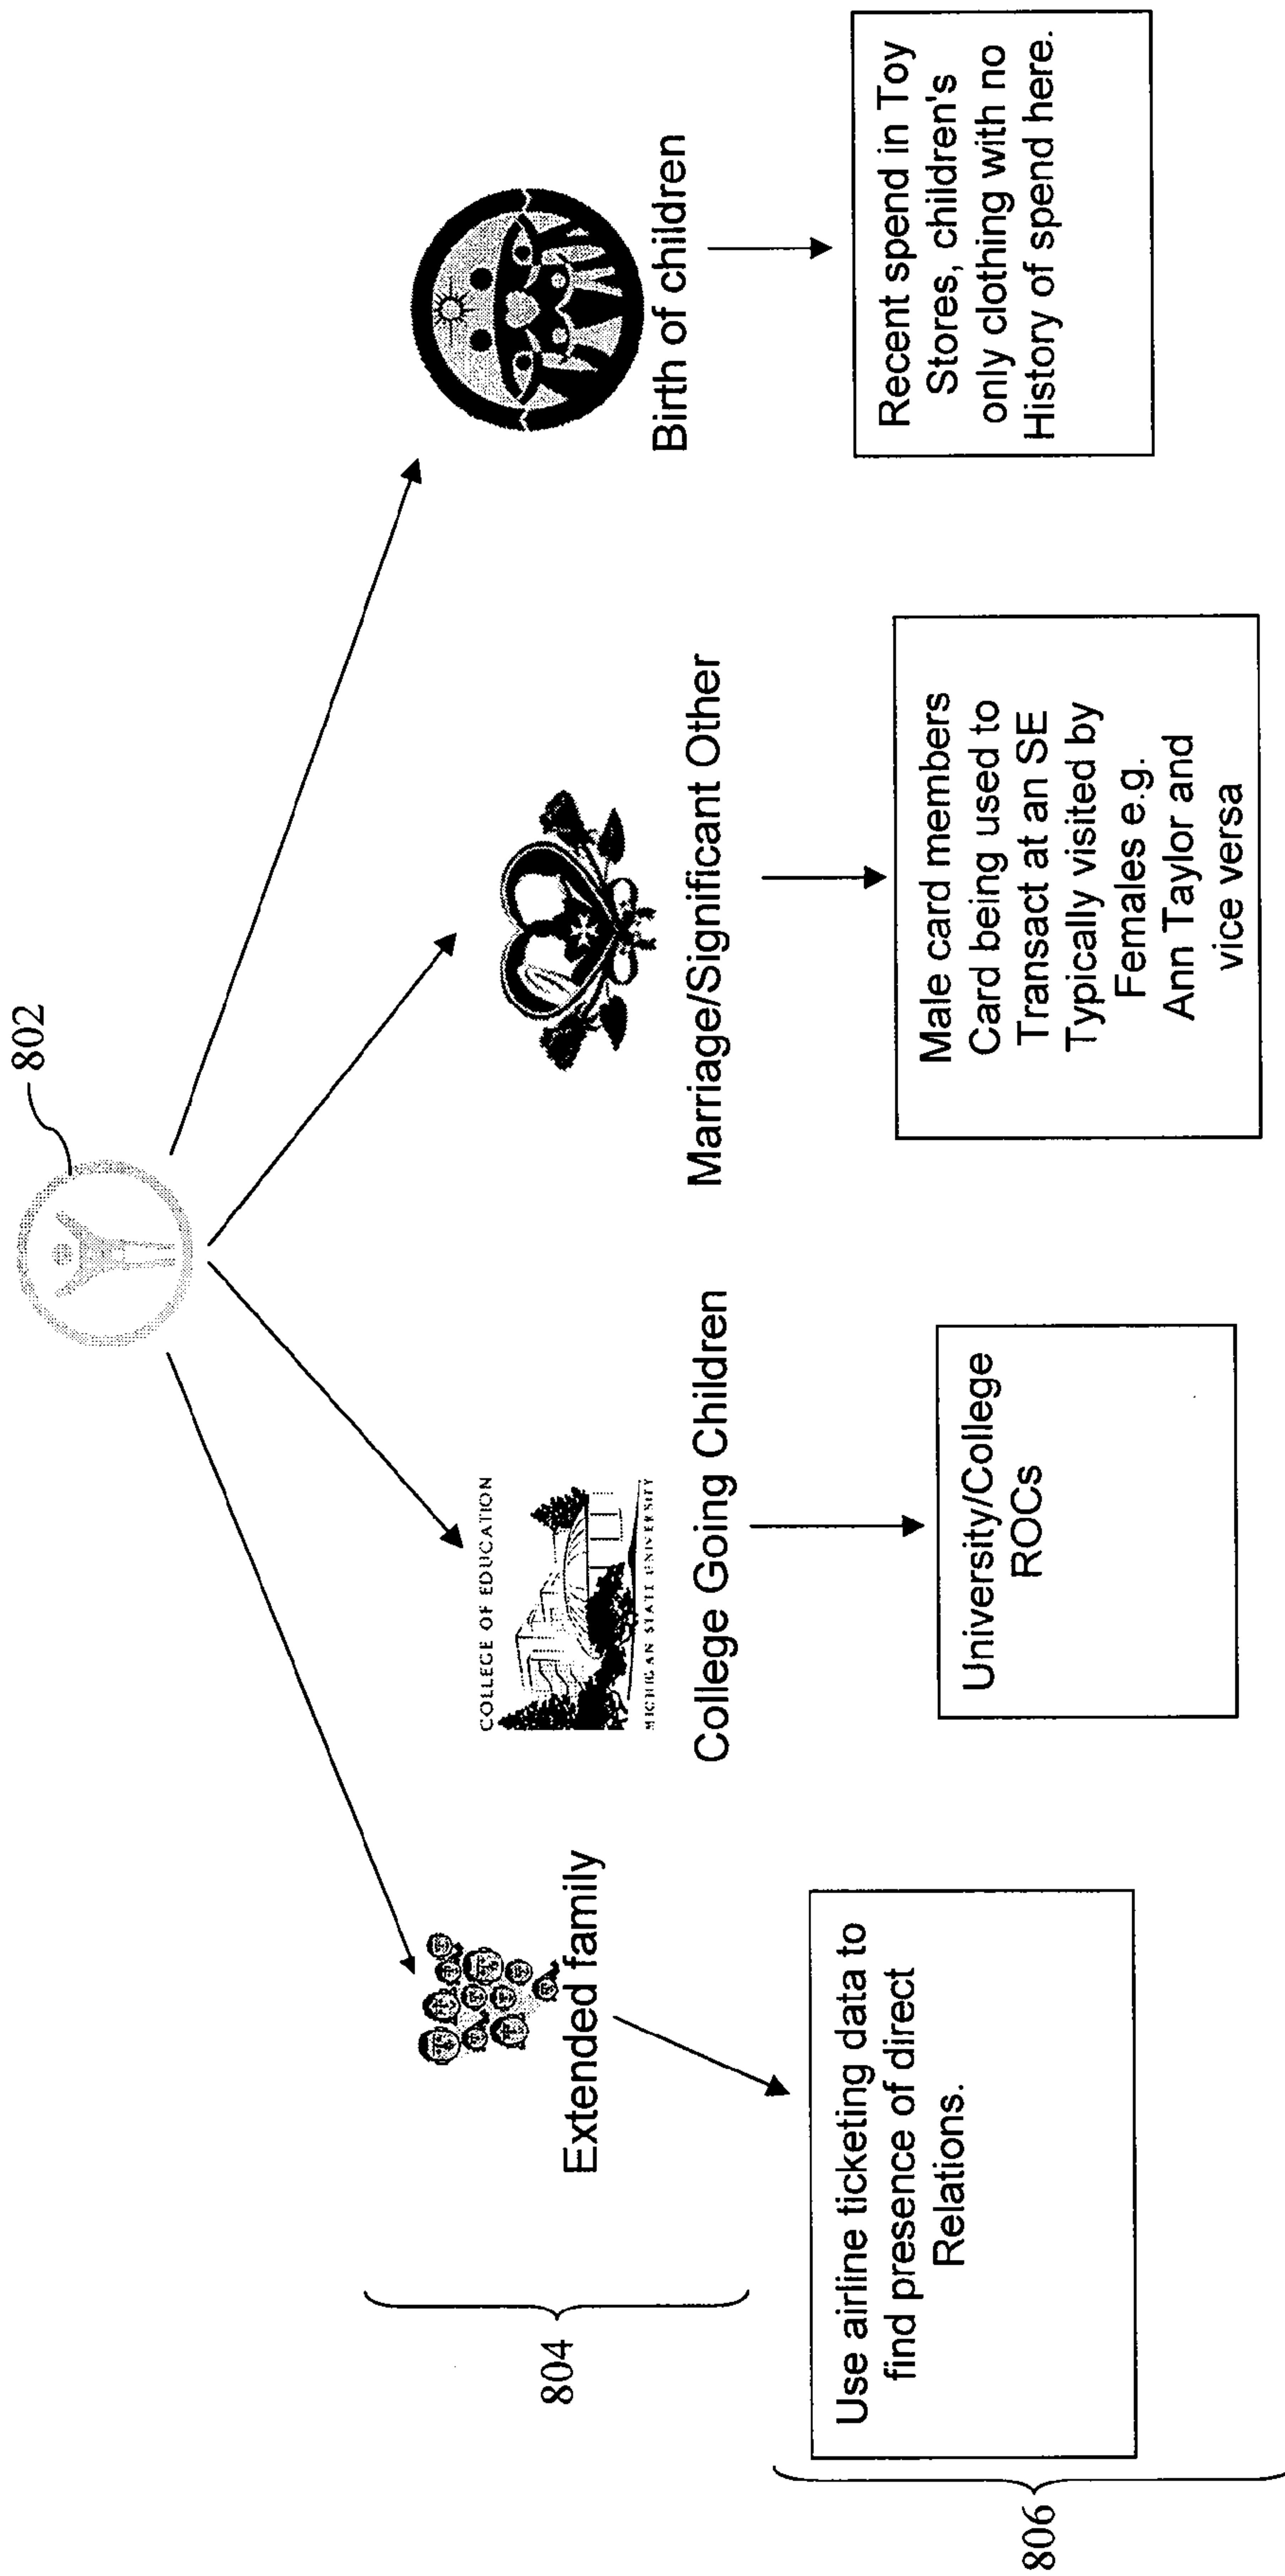 802
804
Extended family
COLLEGE OF EDUCATION
MICHIGAN STATE UNIVERSITY
College Going Children
Marriage/Significant Other
Birth of children
806
Use airline ticketing data to
find presence of direct
Relations.
University/College
ROCs
Male card members
Card being used to
Transact at an SE
Typically visited by
Females e.g.
Ann Taylor and
vice versa
Recent spend in Toy
Stores, children's
only clothing with no
History of spend here.